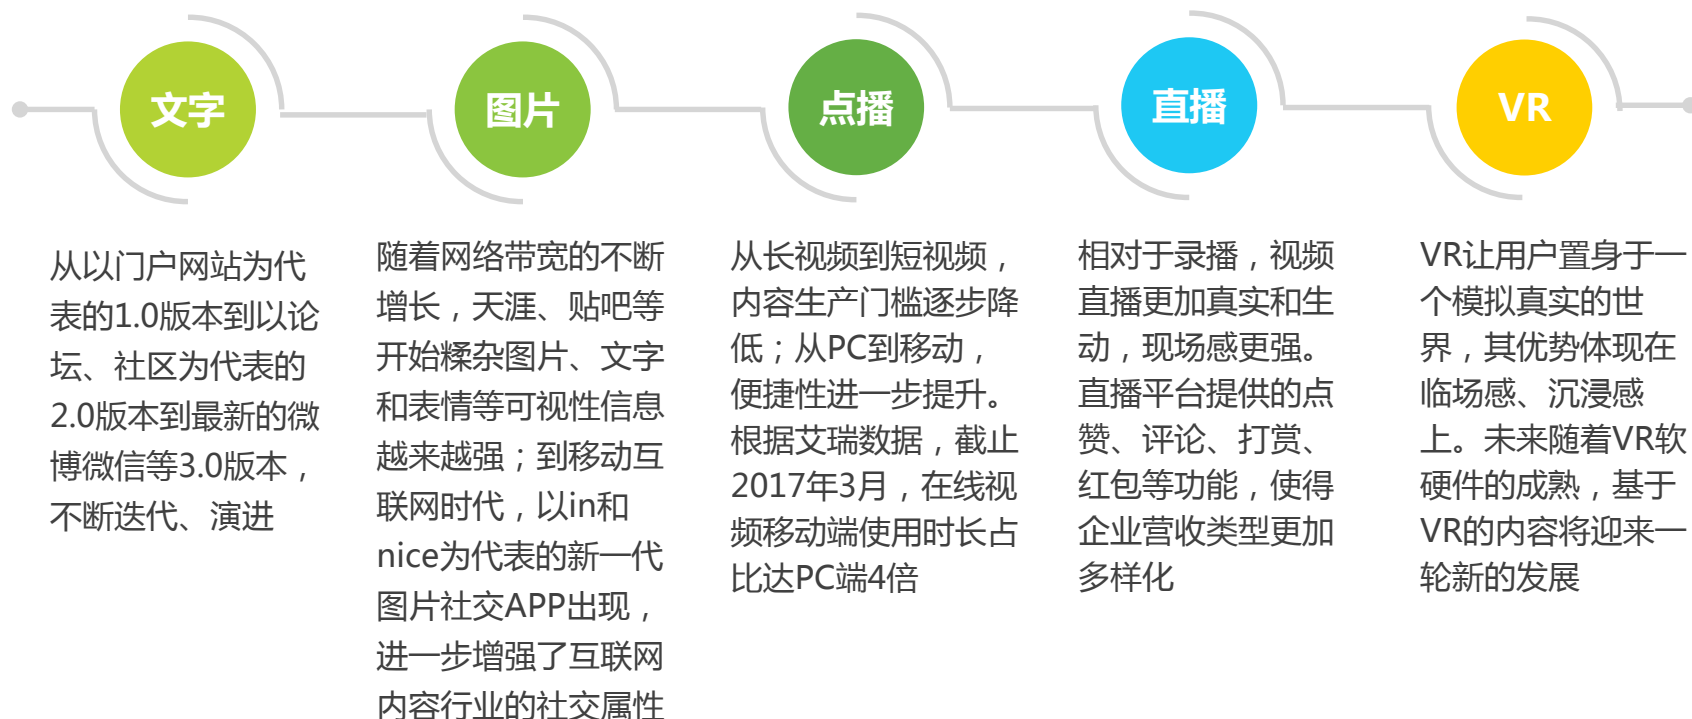 文字
图片
点播
直播
VR
从以门户网站为代
表的1.0版本到以论
坛、社区为代表的
2.0版本到最新的微
博微信等3.0版本，
不断迭代、演进
随着网络带宽的不断
增长，天涯、贴吧等
开始糅杂图片、文字
和表情等可视性信息
越来越强；到移动互
联网时代，以in和
nice为代表的新一代
图片社交APP出现，
进一步增强了互联网
内容行业的社交属性
从长视频到短视频，
内容生产门槛逐步降
低；从PC到移动，
便捷性进一步提升。
根据艾瑞数据，截止
2017年3月，在线视
频移动端使用时长占
比达PC端4倍
相对于录播，视频
直播更加真实和生
动，现场感更强。
直播平台提供的点
赞、评论、打赏、
红包等功能，使得
企业营收类型更加
多样化
VR让用户置身于一
个模拟真实的世
界，其优势体现在
临场感、沉浸感
上。未来随着VR软
硬件的成熟，基于
VR的内容将迎来一
轮新的发展